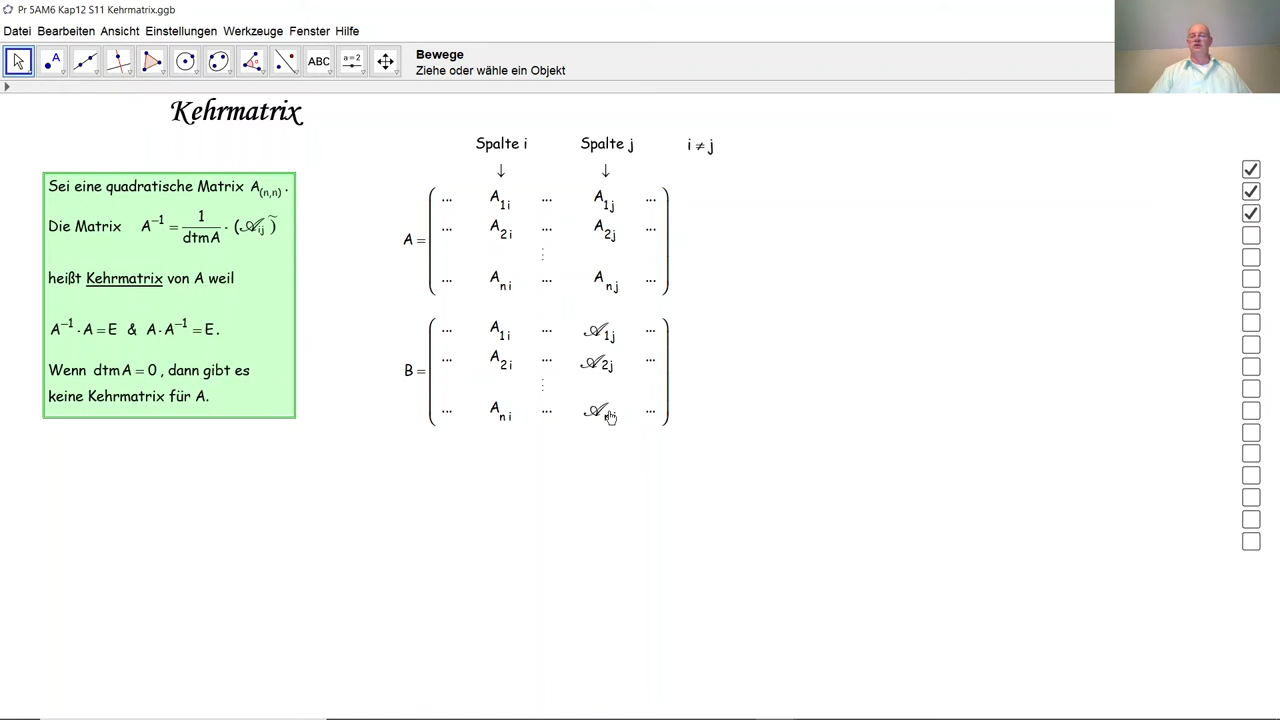 Pr 5AM6 Kap12 S11 Kehrmatrix.ggb
Datei Bearbeiten Ansicht Einstellungen Werkzeuge Fenster Hilfe
A ABC a=2 Bewege
Ziehe oder wähle ein Objekt
Kehrmatrix
Sei eine quadratische Matrix A(n,n).
Die Matrix A⁻¹ = 1/dtmA · (𝒜ij ~)
heißt Kehrmatrix von A weil
A⁻¹·A=E & A·A⁻¹=E.
Wenn dtmA=0, dann gibt es
keine Kehrmatrix für A.
Spalte i Spalte j i ≠ j
↓ ↓
... A1i ... A1j ...
... A2i ... A2j ...
A = ⋮
... Ani ... Anj ...
... A1i ... 𝒜1j ...
... A2i ... 𝒜2j ...
B = ⋮
... Ani ... 𝒜 ...